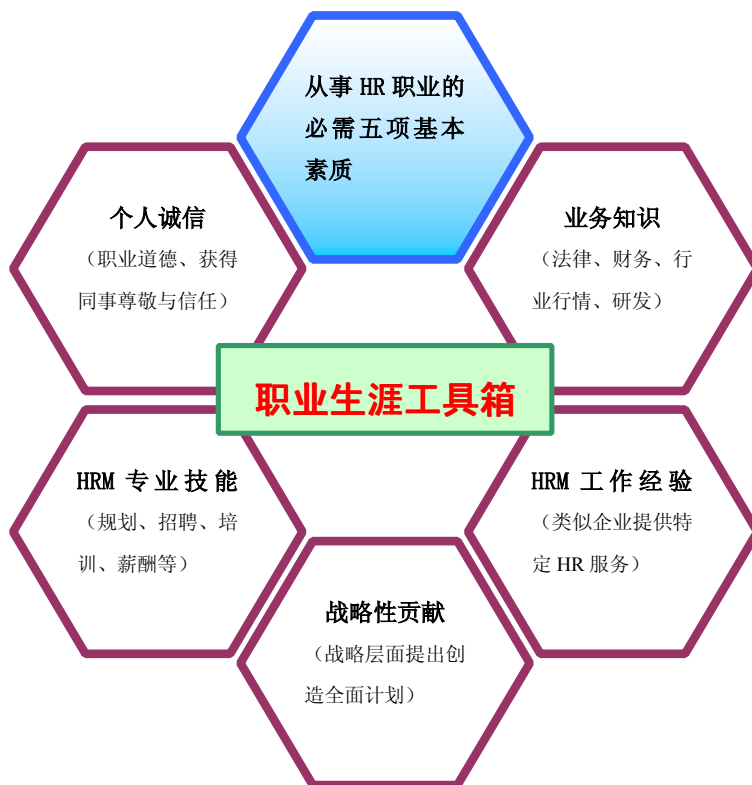 从事 HR 职业的
必需五项基本
素质
个人诚信
（职业道德、获得
同事尊敬与信任）
业务知识
（法律、财务、行
业行情、研发）
职业生涯工具箱
HRM 专业技能
（规划、招聘、培
训、薪酬等）
HRM 工作经验
（类似企业提供特
定 HR 服务）
战略性贡献
（战略层面提出创
造全面计划）